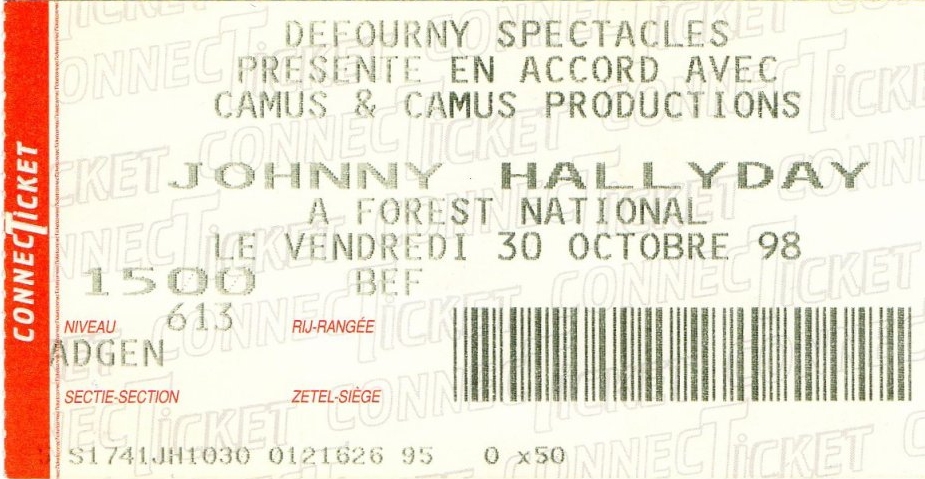 CONNECTICKET
DEFOURNY SPECTACLES
PRESENTE EN ACCORD AVEC
CAMUS & CAMUS PRODUCTIONS
JOHNNY HALLYDAY
A FOREST NATIONAL
LE VENDREDI 30 OCTOBRE 98
1500 BEF
613
NIVEAU RIJ-RANGÉE
ADGEN
SECTIE-SECTION ZETEL-SIÈGE
S1741JH1030 0121626 95 0 x50